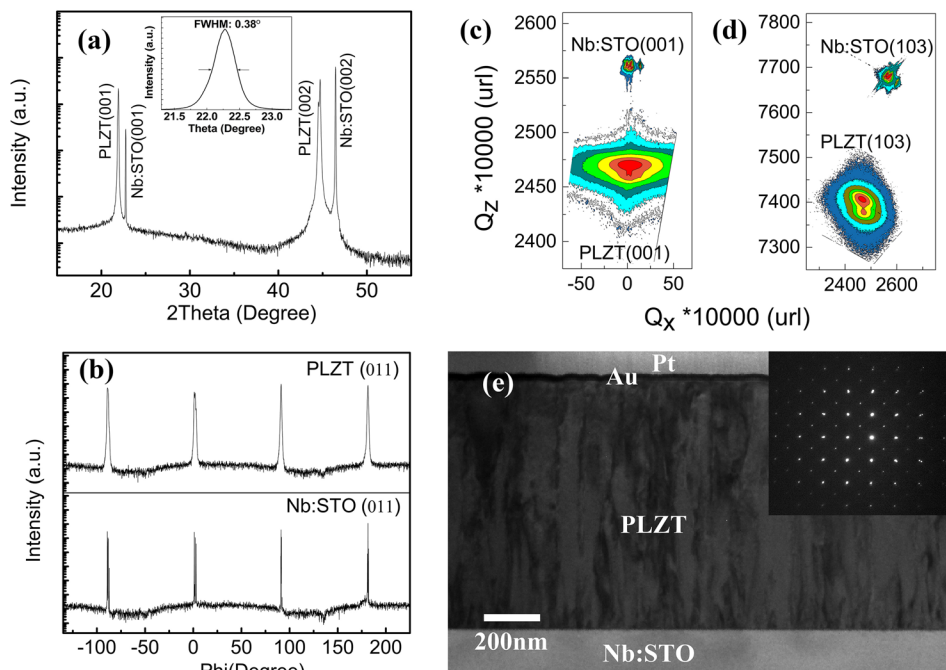 (a)
Intensity (a.u.)
PLZT(001)
Nb:STO(001)
PLZT(002)
Nb:STO(002)
20
30
40
50
2Theta (Degree)
FWHM: 0.38°
Intensity (a.u.)
21.5
22.0
22.5
23.0
Theta (Degree)
(b)
Intensity (a.u.)
PLZT (011)
Nb:STO (011)
-100
-50
0
50
100
150
200
Phi(Degree)
(c)
Nb:STO(001)
PLZT(001)
2600
2550
2500
2450
2400
QZ *10000 (url)
-50
0
50
(d)
Nb:STO(103)
PLZT(103)
7800
7700
7600
7500
7400
7300
2400
2600
QX *10000 (url)
(e)
Pt
Au
PLZT
200nm
Nb:STO